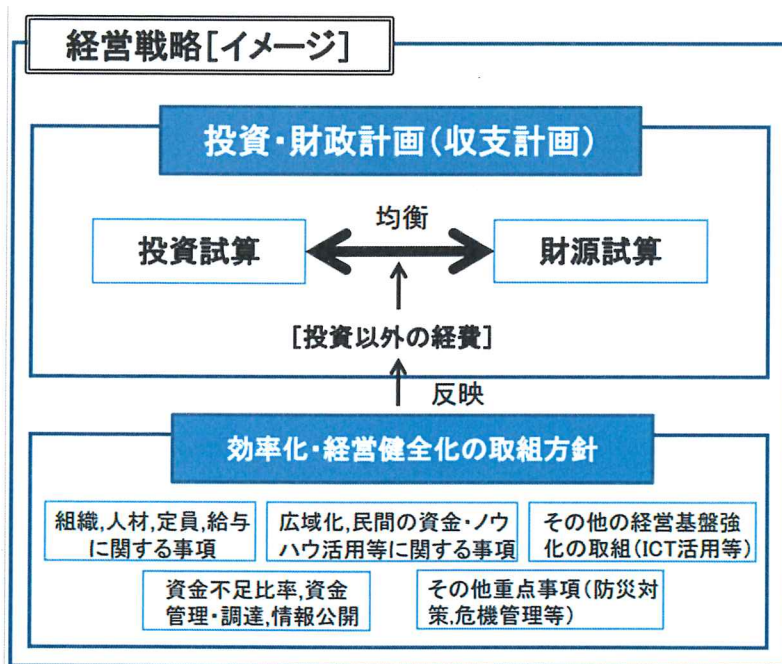 経営戦略[イメージ]
投資・財政計画(収支計画)
均衡
投資試算
財源試算
[投資以外の経費]
反映
効率化・経営健全化の取組方針
組織,人材,定員,給与
に関する事項
広域化,民間の資金・ノウ
ハウ活用等に関する事項
その他の経営基盤強
化の取組(ICT活用等)
資金不足比率,資金
管理・調達,情報公開
その他重点事項(防災対
策,危機管理等)